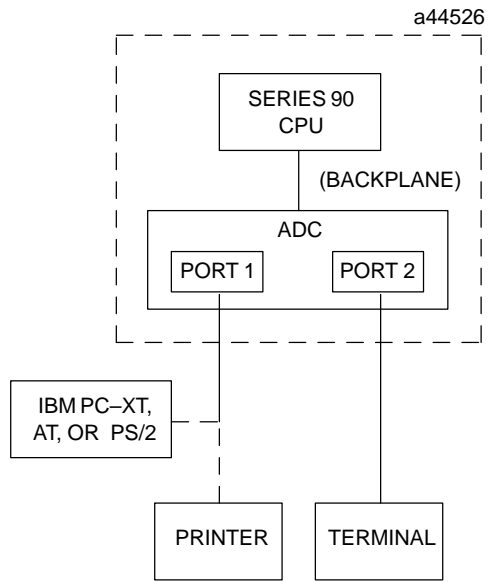 a44526
SERIES 90
CPU
(BACKPLANE)
ADC
PORT 1
PORT 2
IBM PC–XT,
AT, OR PS/2
PRINTER
TERMINAL